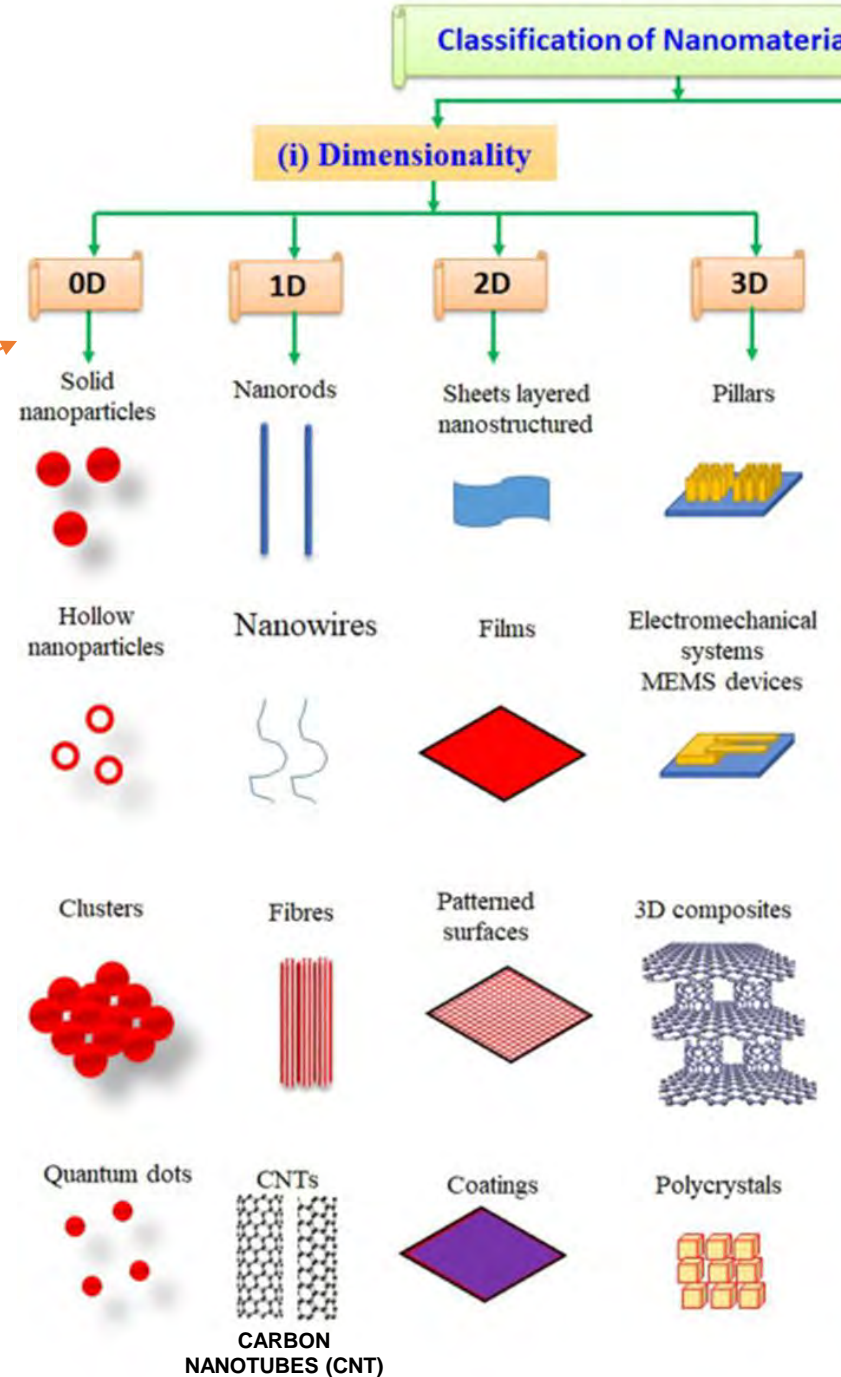 Classification of Nanomateria
(i) Dimensionality
0D
1D
2D
3D
Solid
nanoparticles
Nanorods
Sheets layered
nanostructured
Pillars
Hollow
nanoparticles
Nanowires
Films
Electromechanical
systems
MEMS devices
Clusters
Fibres
Patterned
surfaces
3D composites
Quantum dots
CNTs
Coatings
Polycrystals
CARBON
NANOTUBES (CNT)